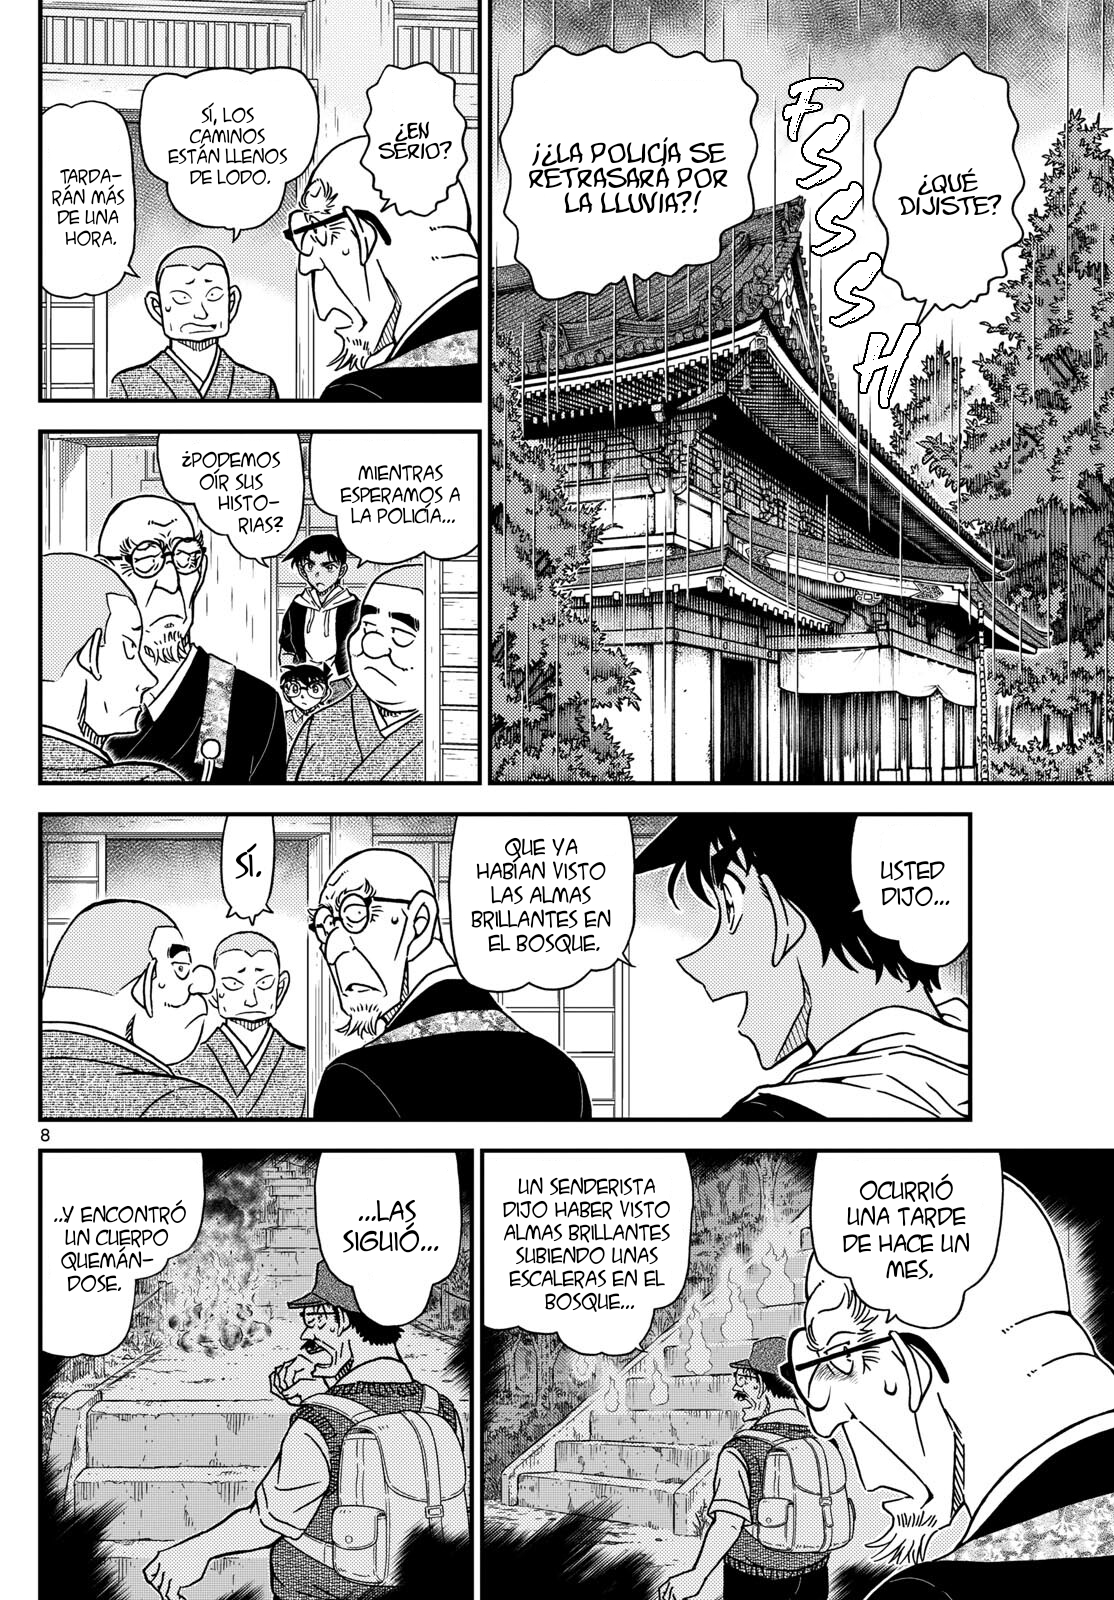 ¿QUÉ
DIJISTE?
FSSSSH
¡¿LA POLICÍA SE
RETRASARÁ POR
LA LLUVIA?!
¿EN
SERIO?
SÍ, LOS
CAMINOS
ESTÁN LLENOS
DE LODO.
TARDA-
RÁN MÁS
DE UNA
HORA.
MIENTRAS
ESPERAMOS A
LA POLICÍA...
¿PODEMOS
OÍR SUS
HISTO-
RIAS?
USTED
DIJO...
QUE YA
HABÍAN VISTO
LAS ALMAS
BRILLANTES EN
EL BOSQUE.
SÍ.
8
OCURRIÓ
UNA TARDE
DE HACE UN
MES.
UN SENDERISTA
DIJO HABER VISTO
ALMAS BRILLANTES
SUBIENDO UNAS
ESCALERAS EN EL
BOSQUE...
...LAS
SIGUIÓ...
...Y ENCONTRÓ
UN CUERPO
QUEMÁN-
DOSE.